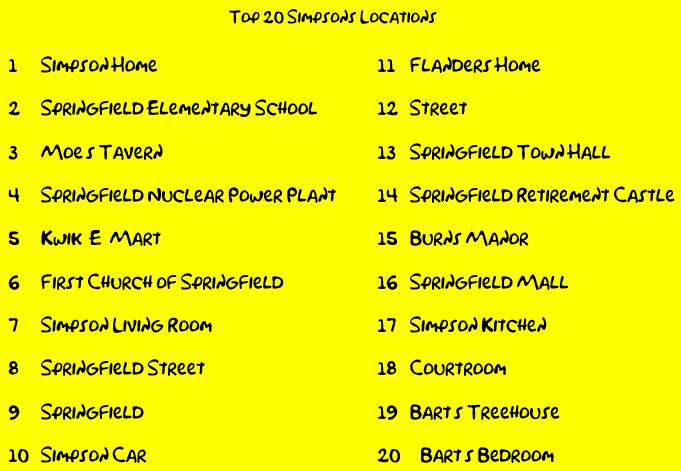 Top 20 Simpsons Locations
1 Simpson Home
2 Springfield Elementary School
3 Moe s Tavern
4 Springfield Nuclear Power Plant
5 Kwik E Mart
6 First Church of Springfield
7 Simpson Living Room
8 Springfield Street
9 Springfield
10 Simpson Car
11 Flanders Home
12 Street
13 Springfield Town Hall
14 Springfield Retirement Castle
15 Burns Manor
16 Springfield Mall
17 Simpson Kitchen
18 Courtroom
19 Bart s Treehouse
20 Bart s Bedroom